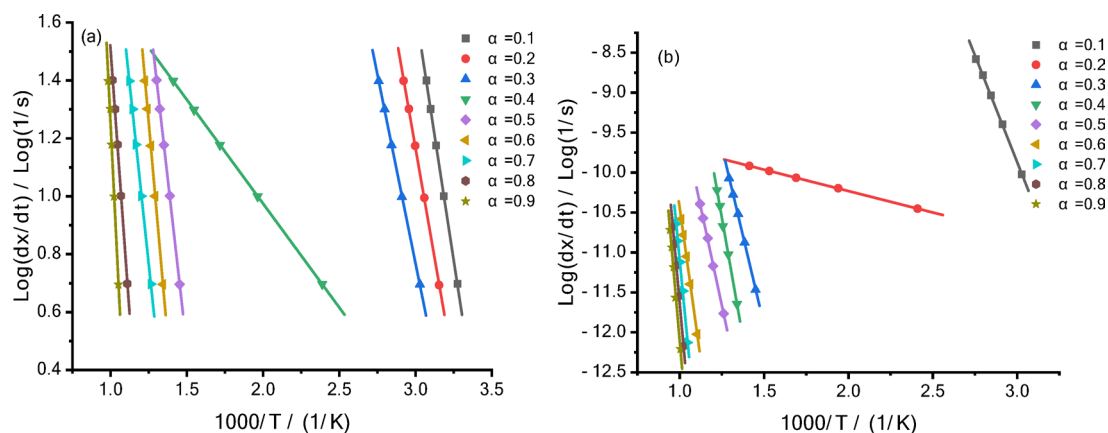 (a)
Log(dx/dt) / Log(1/s)
1.6
1.4
1.2
1.0
0.8
0.6
0.4
1.0
1.5
2.0
2.5
3.0
3.5
1000/T / (1/K)
α =0.1
α =0.2
α =0.3
α =0.4
α =0.5
α =0.6
α =0.7
α =0.8
α =0.9
(b)
Log(dx/dt) / Log(1/s)
-8.5
-9.0
-9.5
-10.0
-10.5
-11.0
-11.5
-12.0
-12.5
1.0
1.5
2.0
2.5
3.0
1000/T / (1/K)
α =0.1
α =0.2
α =0.3
α =0.4
α =0.5
α =0.6
α =0.7
α =0.8
α =0.9